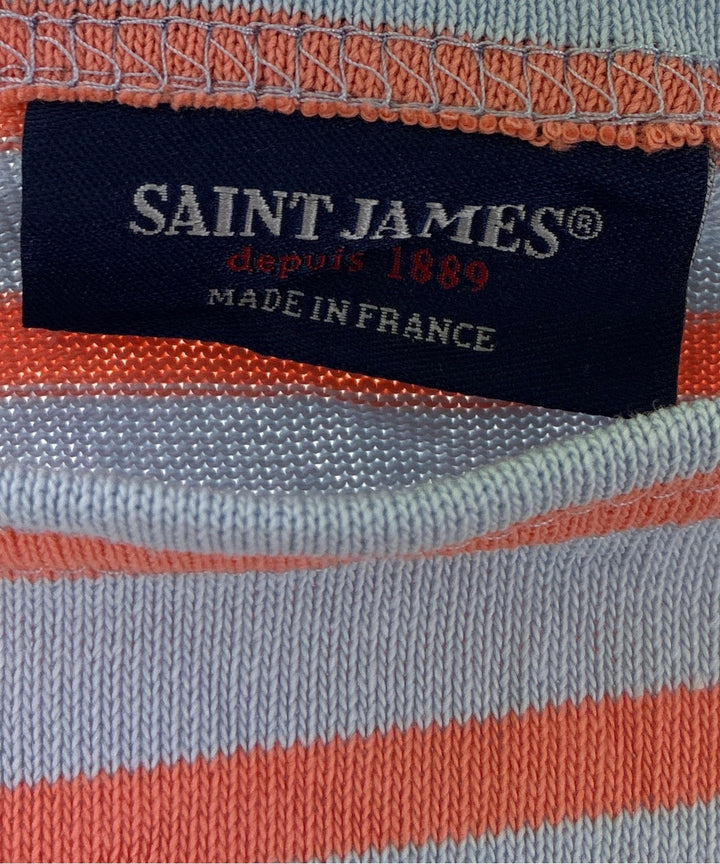 SAINT JAMES®
depuis 1889
MADE IN FRANCE